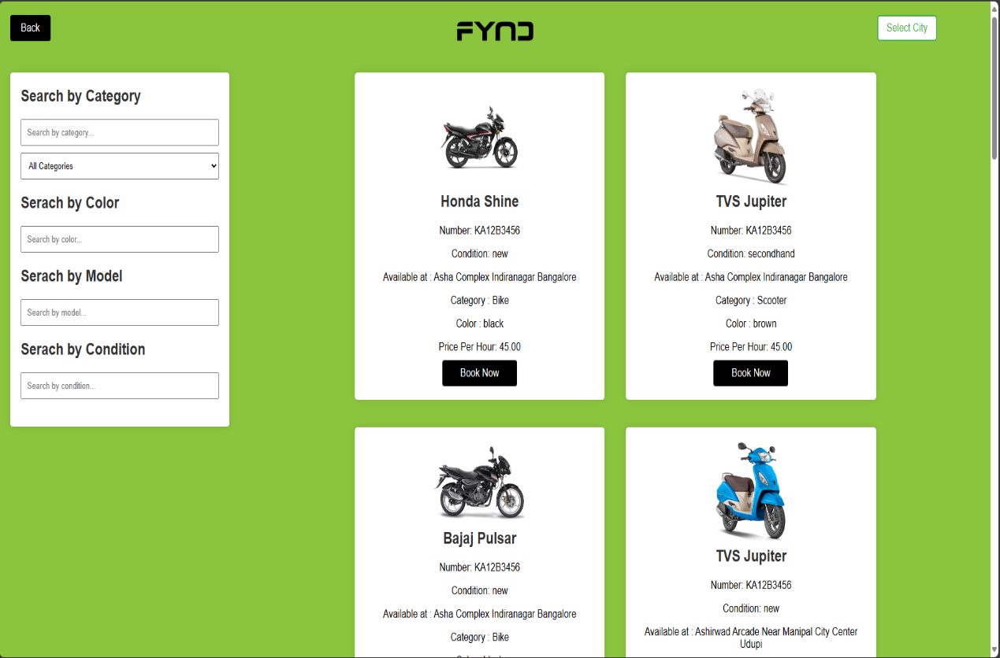 Back
FYND
Select City
Search by Category
Search by category...
All Categories
Serach by Color
Search by color...
Serach by Model
Search by model...
Serach by Condition
Search by condition...
Honda Shine
Number: KA12B3456
Condition: new
Available at : Asha Complex Indiranagar Bangalore
Category : Bike
Color : black
Price Per Hour: 45.00
Book Now
TVS Jupiter
Number: KA12B3456
Condition: secondhand
Available at : Asha Complex Indiranagar Bangalore
Category : Scooter
Color : brown
Price Per Hour: 45.00
Book Now
Bajaj Pulsar
Number: KA12B3456
Condition: new
Available at : Asha Complex Indiranagar Bangalore
Category : Bike
TVS Jupiter
Number: KA12B3456
Condition: new
Available at : Ashirwad Arcade Near Manipal City Center
Udupi